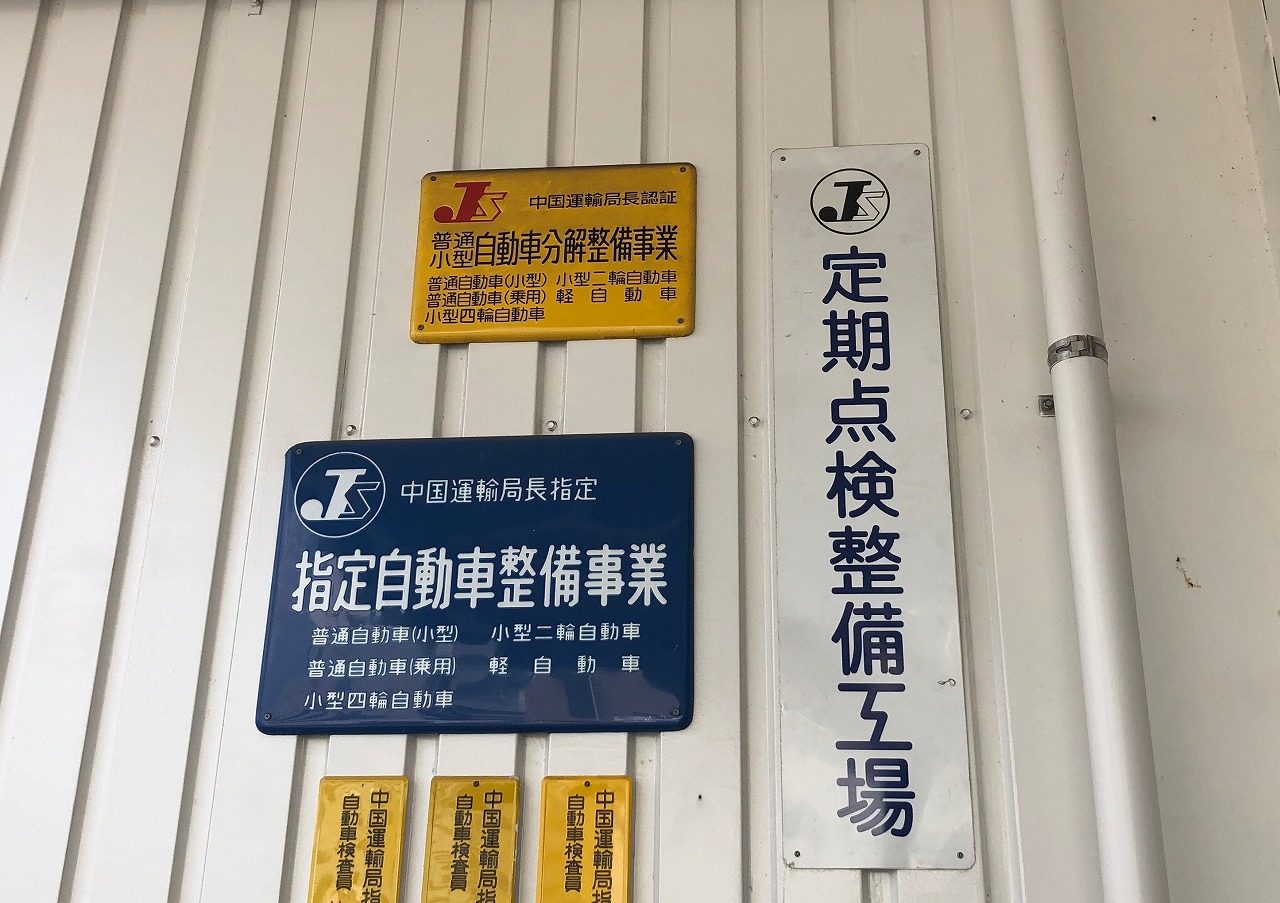 JS 中国運輸局長認証
普通
小型
自動車分解整備事業
普通自動車(小型) 小型二輪自動車
普通自動車(乗用) 軽自動車
小型四輪自動車
JS 中国運輸局長指定
指定自動車整備事業
普通自動車(小型) 小型二輪自動車
普通自動車(乗用) 軽自動車
小型四輪自動車
JS
定期点検整備工場
中国運輸局指
自動車検査員
中国運輸局指
自動車検査員
中国運輸局指
自動車検査員